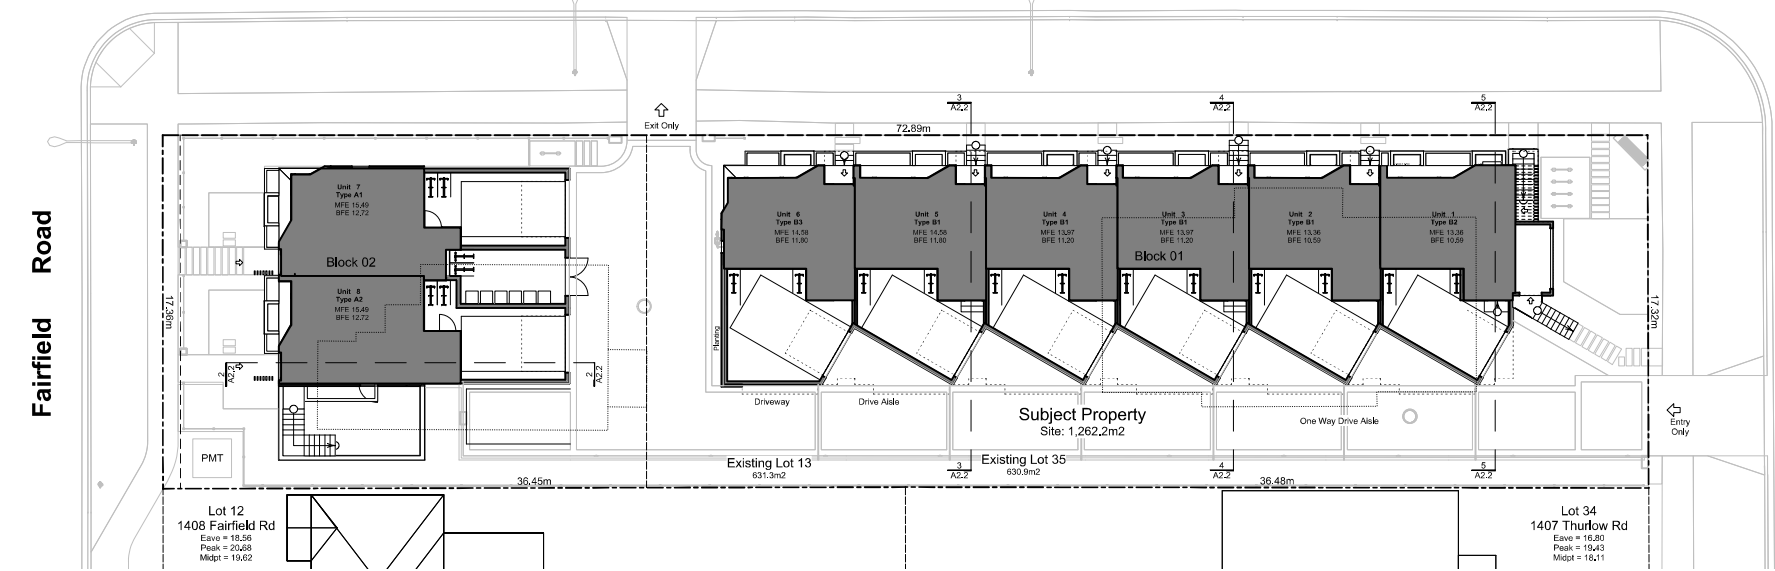 Fairfield Road
Exit Only
72.89m
3
A2.2
4
A2.2
5
A2.2
Unit 7
Type A1
MFE 15.49
BFE 12.72
Block 02
Unit 8
Type A2
MFE 15.49
BFE 12.72
Unit 6
Type B3
MFE 14.58
BFE 11.80
Unit 5
Type B1
MFE 14.58
BFE 11.80
Unit 4
Type B1
MFE 13.97
BFE 11.20
Unit 3
Type B1
MFE 13.97
BFE 11.20
Unit 2
Type B1
MFE 13.36
BFE 10.59
Unit 1
Type B2
MFE 13.36
BFE 10.59
Block 01
17.36m
17.32m
2
A2.2
2
A2.2
Planting
Driveway
Drive Aisle
Subject Property
Site: 1,262.2m2
One Way Drive Aisle
Entry
Only
PMT
Existing Lot 13
631.3m2
Existing Lot 35
630.9m2
3
A2.2
4
A2.2
5
A2.2
36.45m
36.48m
Lot 12
1408 Fairfield Rd
Eave = 18.56
Peak = 20.68
Midpt = 19.62
Lot 34
1407 Thurlow Rd
Eave = 16.80
Peak = 19.43
Midpt = 18.11